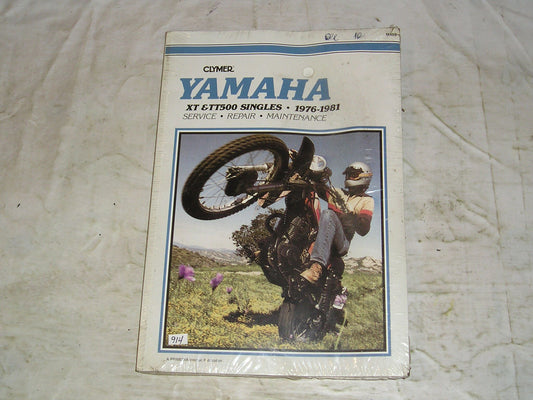 CLYMER
YAMAHA
XT & TT500 SINGLES • 1976-1981
SERVICE • REPAIR • MAINTENANCE
914